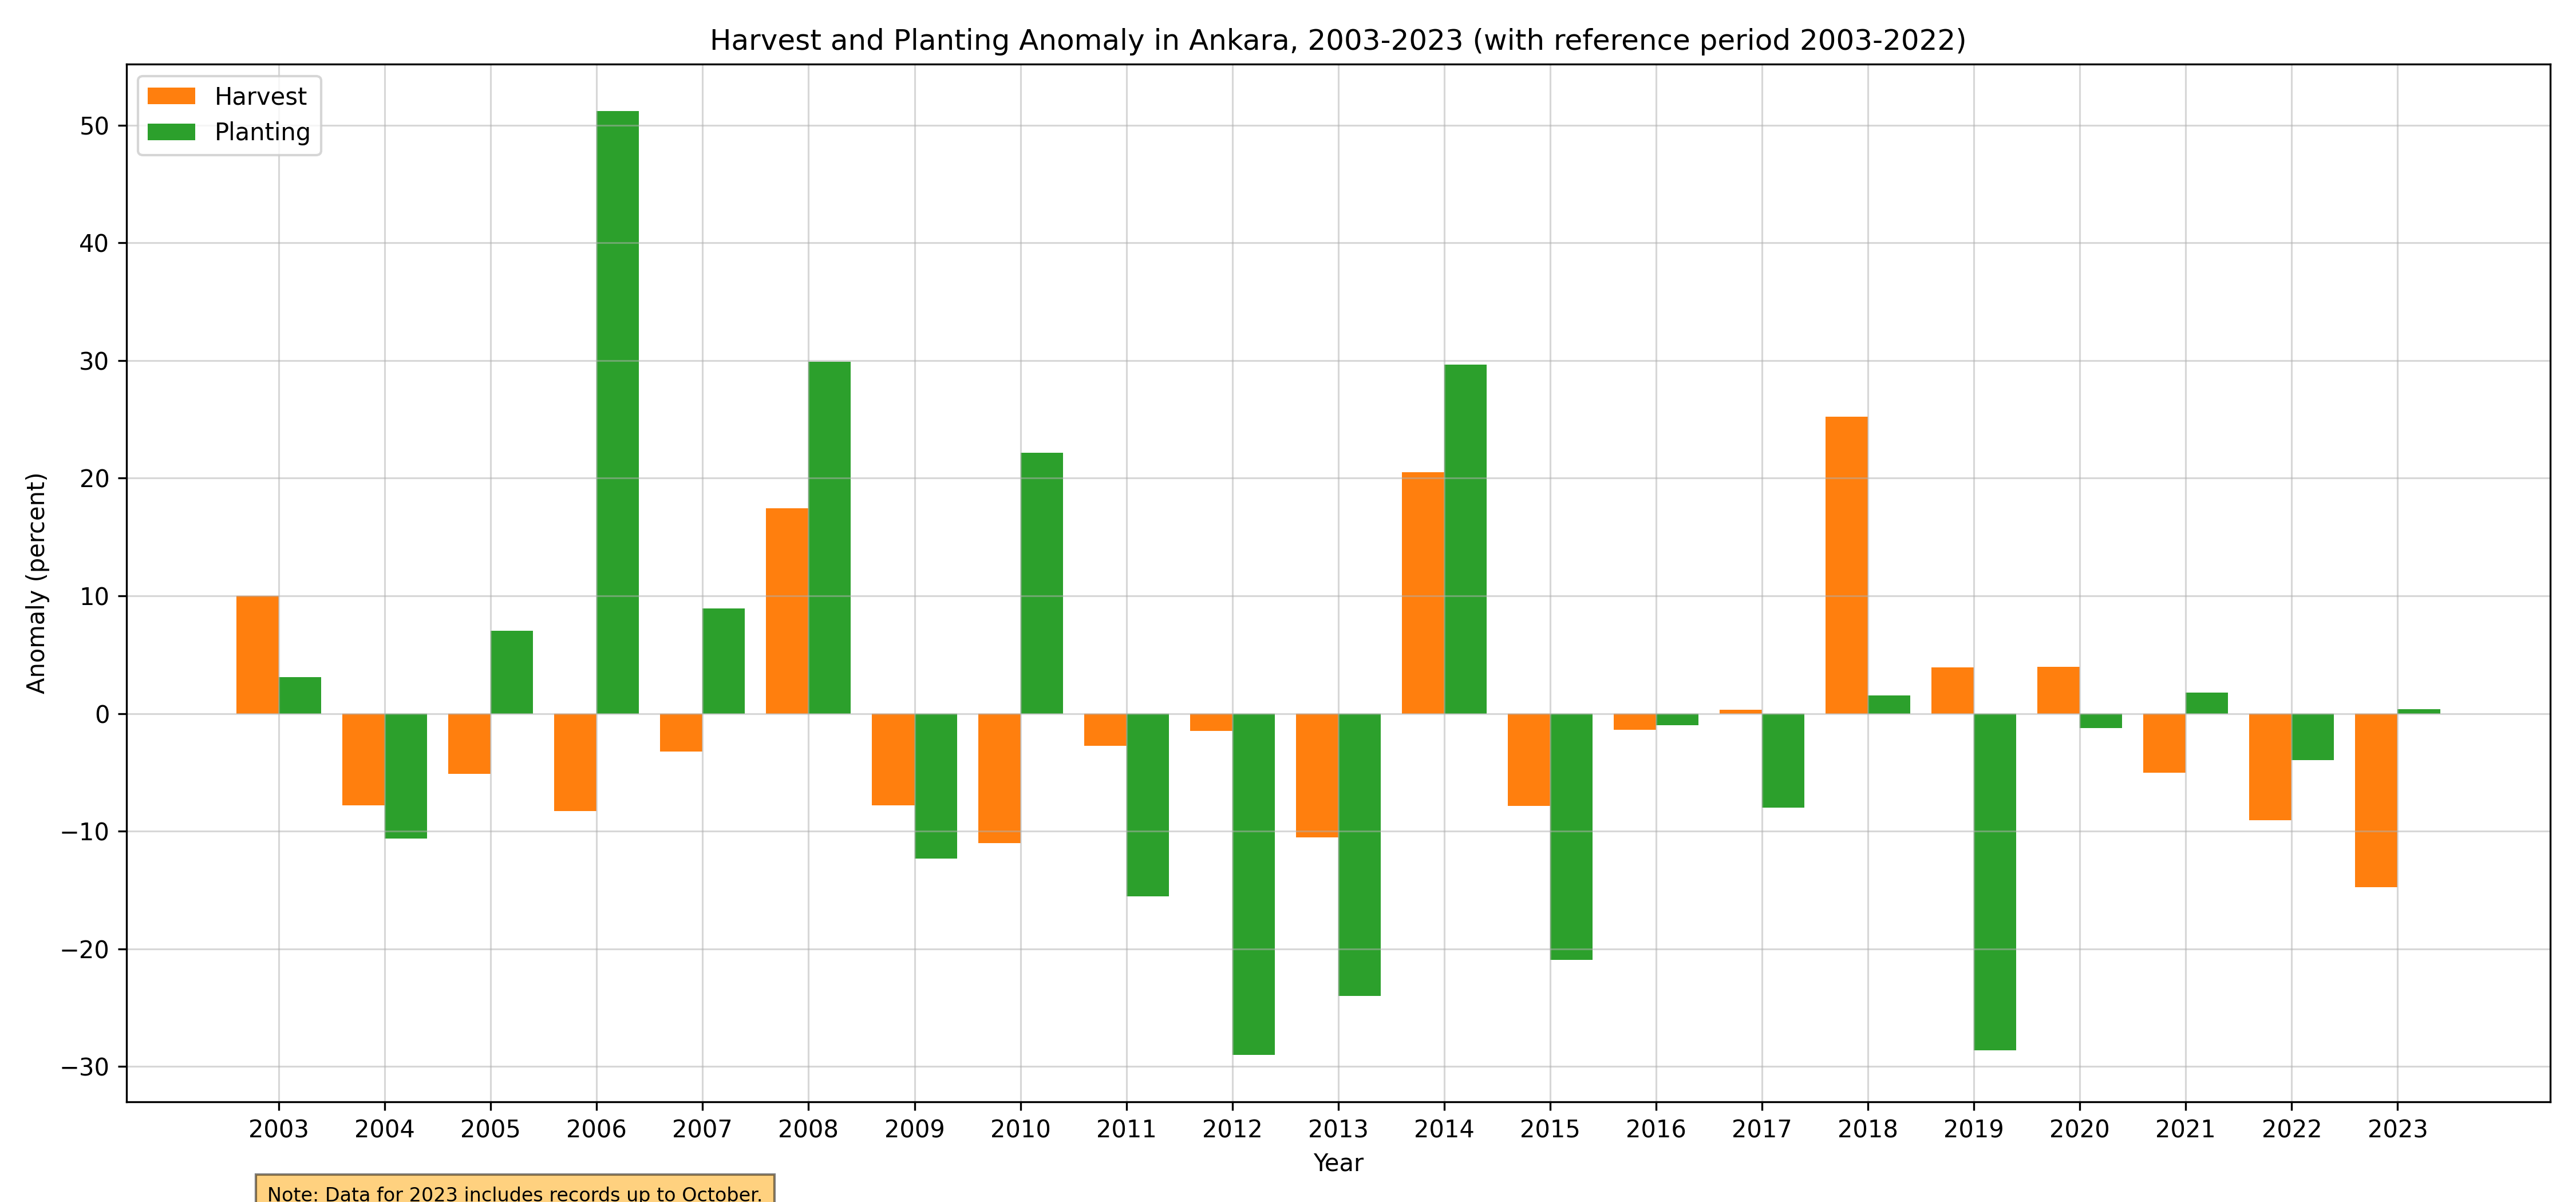 Harvest and Planting Anomaly in Ankara, 2003-2023 (with reference period 2003-2022)
Harvest
Planting
Anomaly (percent)
50
40
30
20
10
0
−10
−20
−30
2003 2004 2005 2006 2007 2008 2009 2010 2011 2012 2013 2014 2015 2016 2017 2018 2019 2020 2021 2022 2023
Year
Note: Data for 2023 includes records up to October.